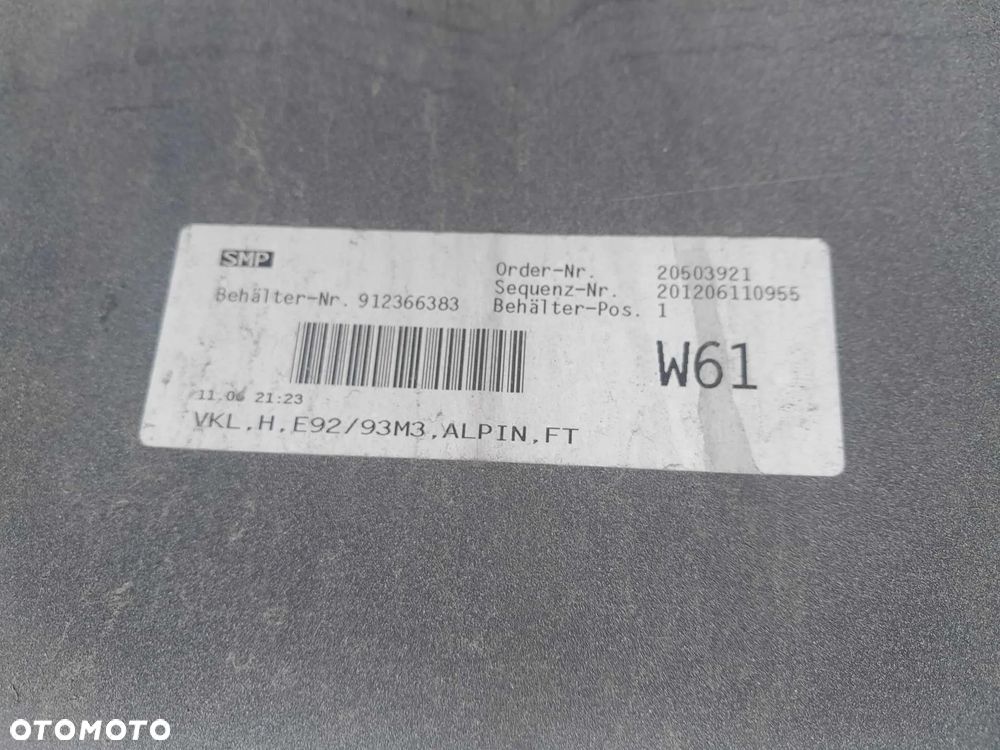 SMP
Order-Nr. 20503921
Sequenz-Nr. 201206110955
Behälter-Nr. 912366383
Behälter-Pos. 1
W61
11.06 21:23
VKL,H,E92/93M3,ALPIN,FT
OTOMOTO